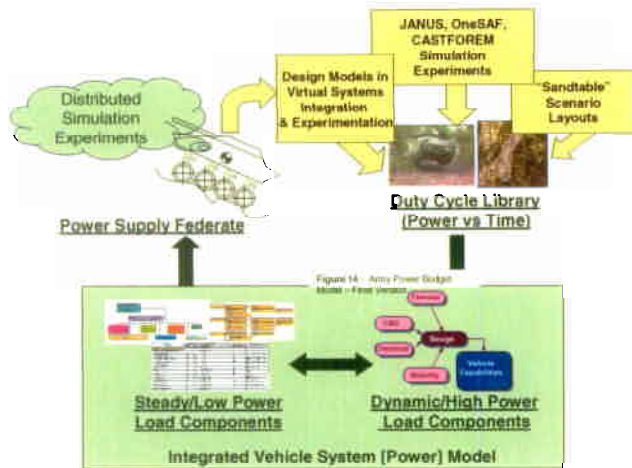 JANUS, OneSAF,
CASTFOREM
Simulation
Experiments
Design Models in
Virtual Systems
Integration
& Experimentation
"Sandtable"
Scenario
Layouts
Distributed
Simulation
Experiments
Duty Cycle Library
(Power vs Time)
Power Supply Federate
Figure 14 - Army Power Budget
Model - Final Version
Design
Vehicle
Capabilities
Steady/Low Power
Load Components
Dynamic/High Power
Load Components
Integrated Vehicle System [Power] Model